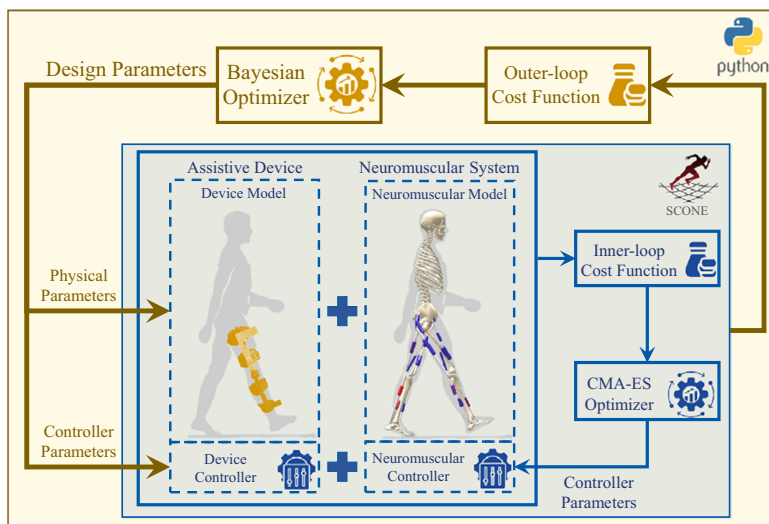 python
Design Parameters
Bayesian
Optimizer
Outer-loop
Cost Function
Assistive Device
Neuromuscular System
Device Model
Neuromuscular Model
SCONE
Inner-loop
Cost Function
Physical
Parameters
CMA-ES
Optimizer
Controller
Parameters
Device
Controller
Neuromuscular
Controller
Controller
Parameters